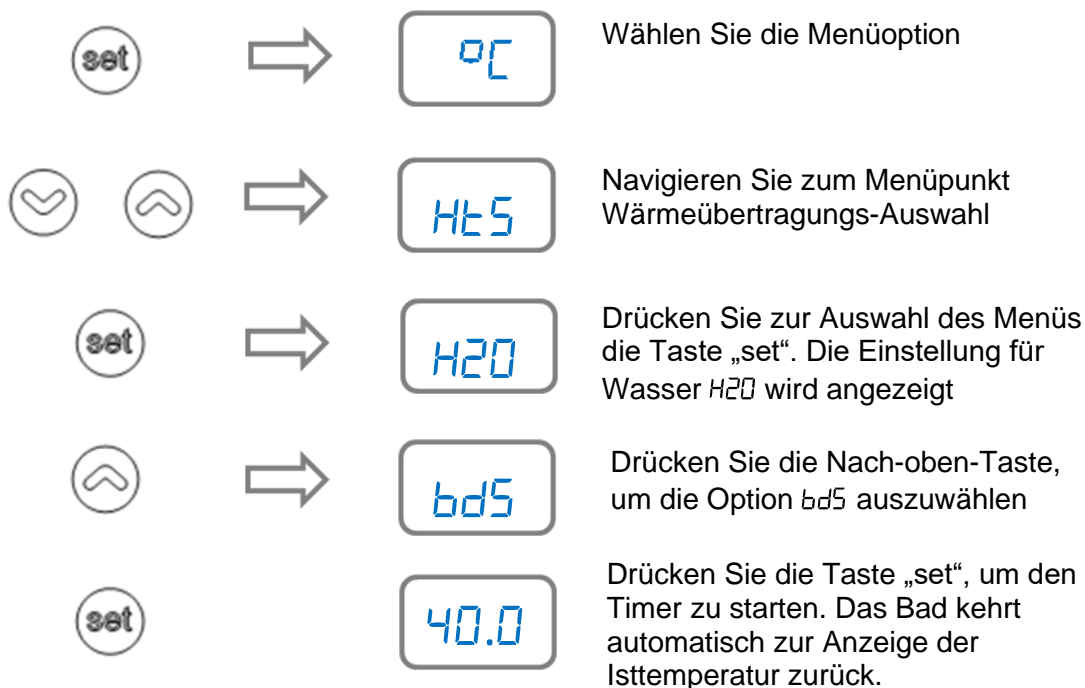 set
°C
Wählen Sie die Menüoption
HtS
Navigieren Sie zum Menüpunkt
Wärmeübertragungs-Auswahl
set
H2O
Drücken Sie zur Auswahl des Menüs
die Taste „set“. Die Einstellung für
Wasser H2O wird angezeigt
bdS
Drücken Sie die Nach-oben-Taste,
um die Option bdS auszuwählen
set
40.0
Drücken Sie die Taste „set“, um den
Timer zu starten. Das Bad kehrt
automatisch zur Anzeige der
Isttemperatur zurück.